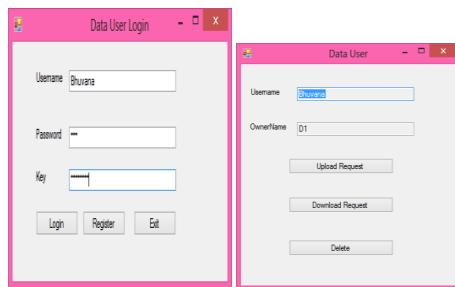 Data User Login
Username Bhuvana
Password ***
Key ********
Login Register Exit
Data User
Username Bhuvana
OwnerName D1
Upload Request
Download Request
Delete